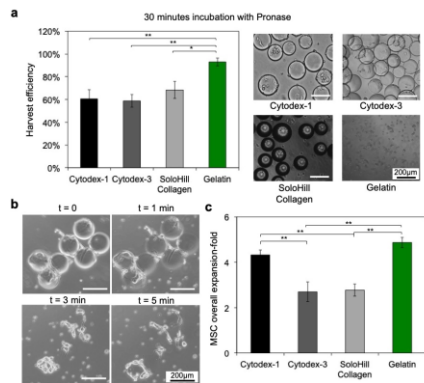 a
30 minutes incubation with Pronase
Harvest efficiency
120%
100%
80%
60%
40%
20%
0%
**
**
*
Cytodex-1
Cytodex-3
SoloHill
Collagen
Gelatin
Cytodex-1
Cytodex-3
SoloHill
Collagen
200μm
Gelatin
b
t = 0
t = 1 min
t = 3 min
t = 5 min
200μm
c
MSC overall expansion-fold
6
4
2
0
**
**
**
**
Cytodex-1
Cytodex-3
SoloHill
Collagen
Gelatin